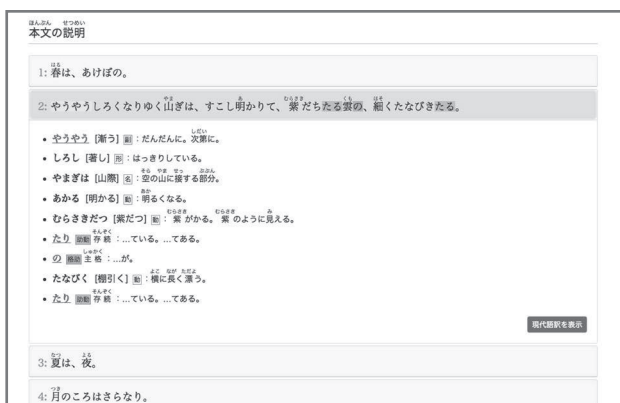 本文の説明
1: 春は、あけぼの。
2: やうやうしろくなりゆく山ぎは、すこし明かりて、紫だちたる雲の、細くたなびきたる。
• やうやう [漸う] 副：だんだんに。次第に。
• しろし [著し] 形：はっきりしている。
• やまぎは [山際] 名：空の山に接する部分。
• あかる [明かる] 動：明るくなる。
• むらさきだつ [紫だつ] 動：紫がかる。紫のように見える。
• たり 助動 存続：…ている。…てある。
• の 格助 主格：…が。
• たなびく [棚引く] 動：横に長く漂う。
• たり 助動 存続：…ている。…てある。
現代語訳を表示
3: 夏は、夜。
4: 月のころはさらなり。